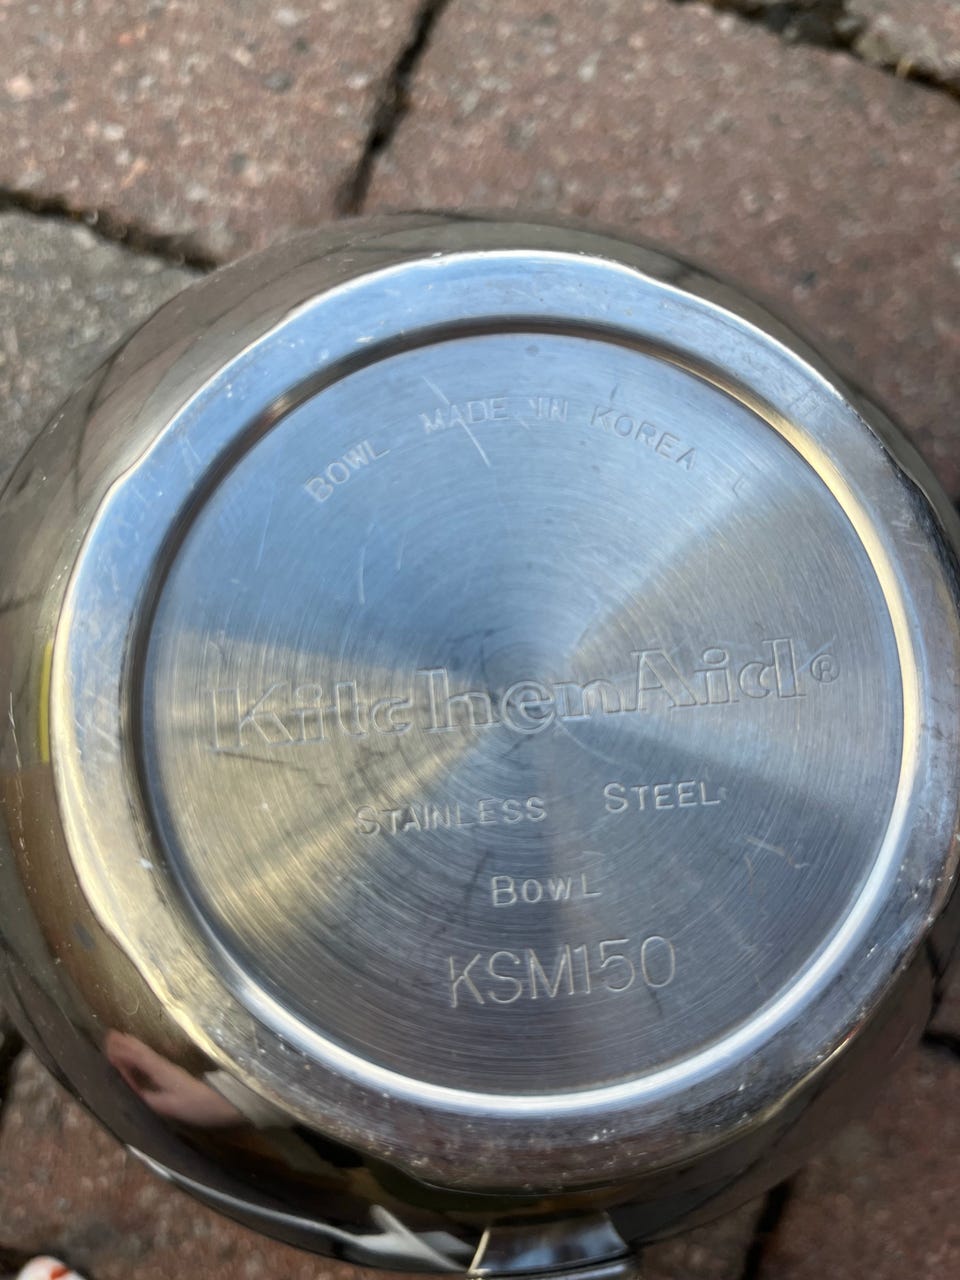 BOWL MADE IN KOREA L
KitchenAid®
STAINLESS STEEL
BOWL
KSM150